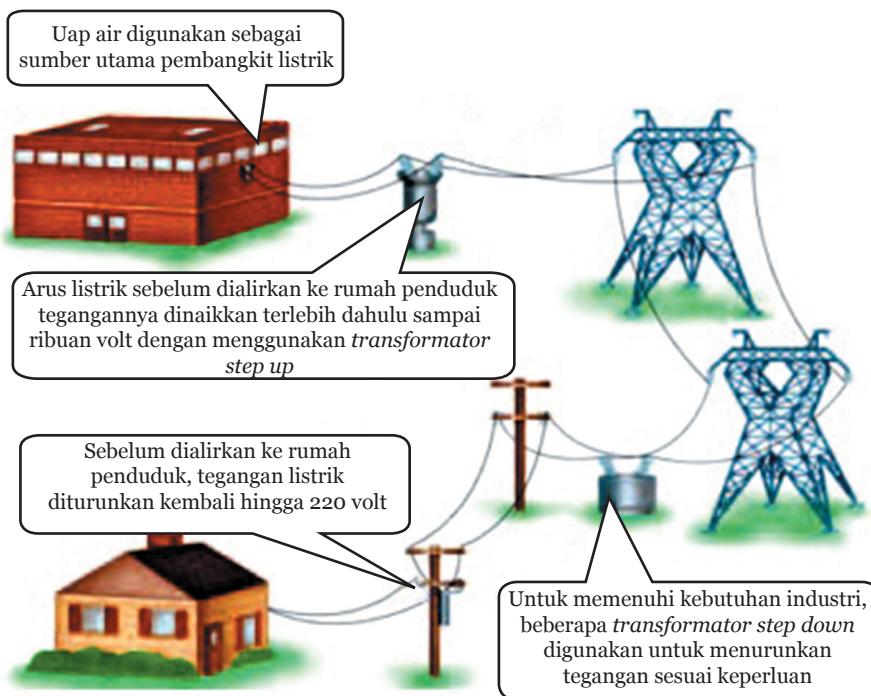 Uap air digunakan sebagai
sumber utama pembangkit listrik
Arus listrik sebelum dialirkan ke rumah penduduk
tegangannya dinaikkan terlebih dahulu sampai
ribuan volt dengan menggunakan transformator
step up
Sebelum dialirkan ke rumah
penduduk, tegangan listrik
diturunkan kembali hingga 220 volt
Untuk memenuhi kebutuhan industri,
beberapa transformator step down
digunakan untuk menurunkan
tegangan sesuai keperluan